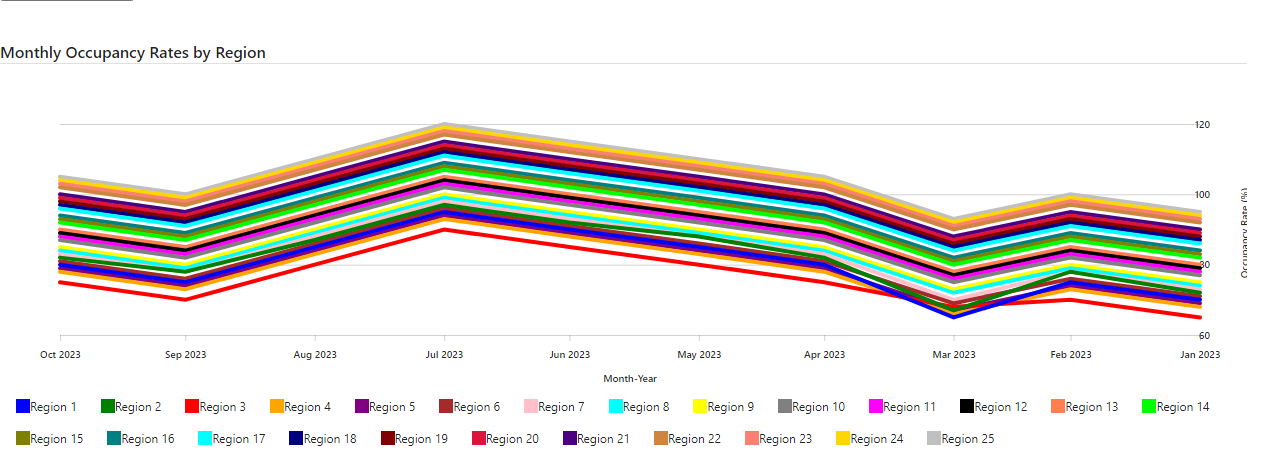 Monthly Occupancy Rates by Region
120
100
80
60
Occupancy Rate (%)
Oct 2023 Sep 2023 Aug 2023 Jul 2023 Jun 2023 May 2023 Apr 2023 Mar 2023 Feb 2023 Jan 2023
Month-Year
Region 1 Region 2 Region 3 Region 4 Region 5 Region 6 Region 7 Region 8 Region 9 Region 10 Region 11 Region 12 Region 13 Region 14
Region 15 Region 16 Region 17 Region 18 Region 19 Region 20 Region 21 Region 22 Region 23 Region 24 Region 25